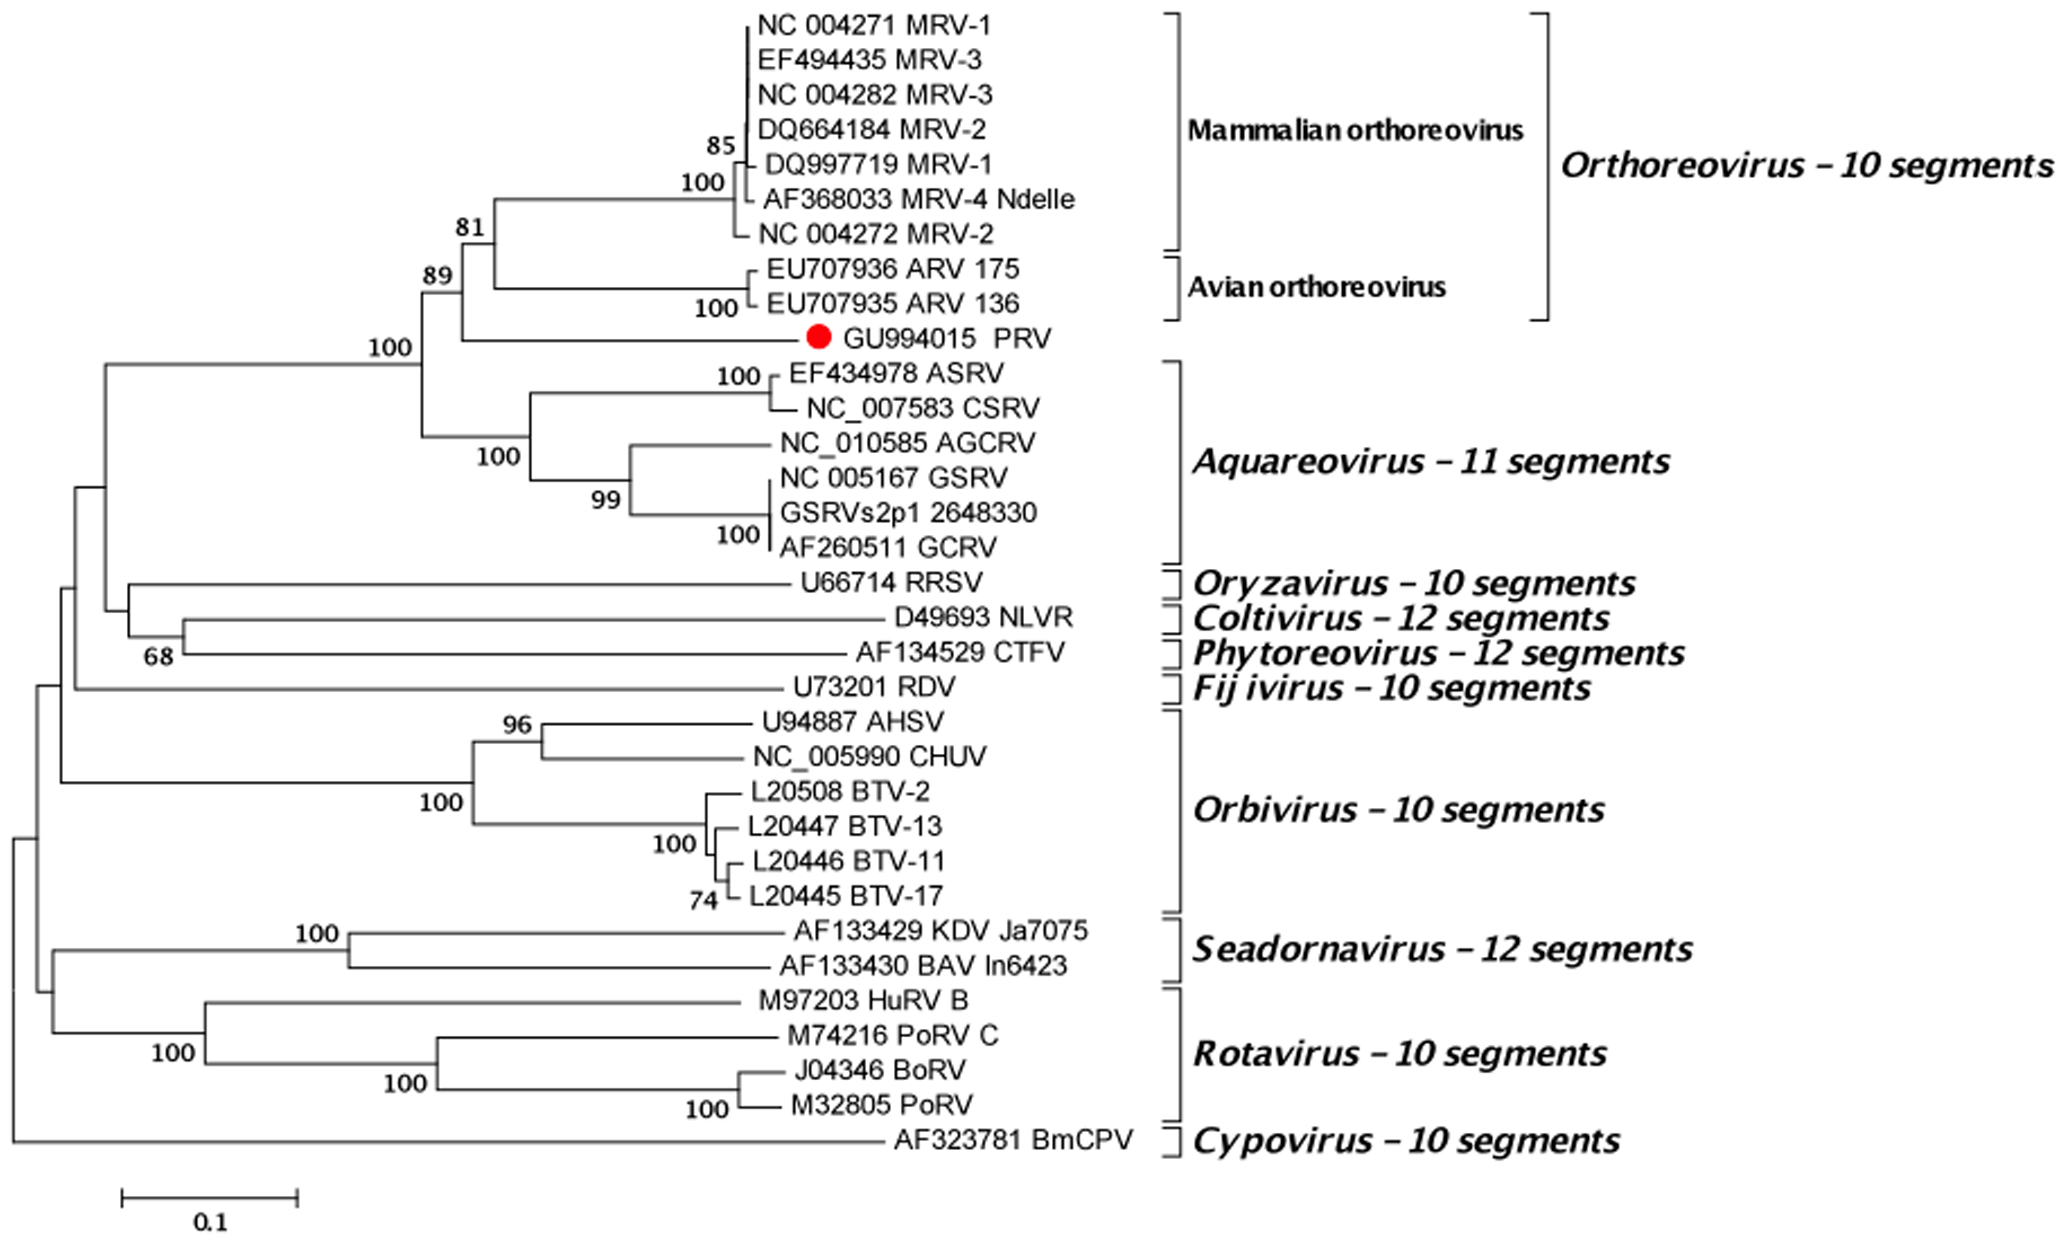 NC 004271 MRV-1
EF494435 MRV-3
NC 004282 MRV-3
DQ664184 MRV-2
Mammalian orthoreovirus
85
DQ997719 MRV-1
Orthoreovirus – 10 segments
100
AF368033 MRV-4 Ndelle
81
NC 004272 MRV-2
89
EU707936 ARV 175
Avian orthoreovirus
100
EU707935 ARV 136
100
GU994015 PRV
100
EF434978 ASRV
NC_007583 CSRV
NC_010585 AGCRV
100
Aquareovirus – 11 segments
NC 005167 GSRV
99
GSRVs2p1 2648330
100
AF260511 GCRV
U66714 RRSV
Oryzavirus – 10 segments
D49693 NLVR
Coltivirus – 12 segments
68
AF134529 CTFV
Phytoreovirus – 12 segments
U73201 RDV
Fijivirus – 10 segments
96
U94887 AHSV
NC_005990 CHUV
100
L20508 BTV-2
Orbivirus – 10 segments
L20447 BTV-13
100
L20446 BTV-11
74
L20445 BTV-17
100
AF133429 KDV Ja7075
Seadornavirus – 12 segments
AF133430 BAV In6423
M97203 HuRV B
100
M74216 PoRV C
Rotavirus – 10 segments
100
J04346 BoRV
100
M32805 PoRV
AF323781 BmCPV
Cypovirus – 10 segments
0.1